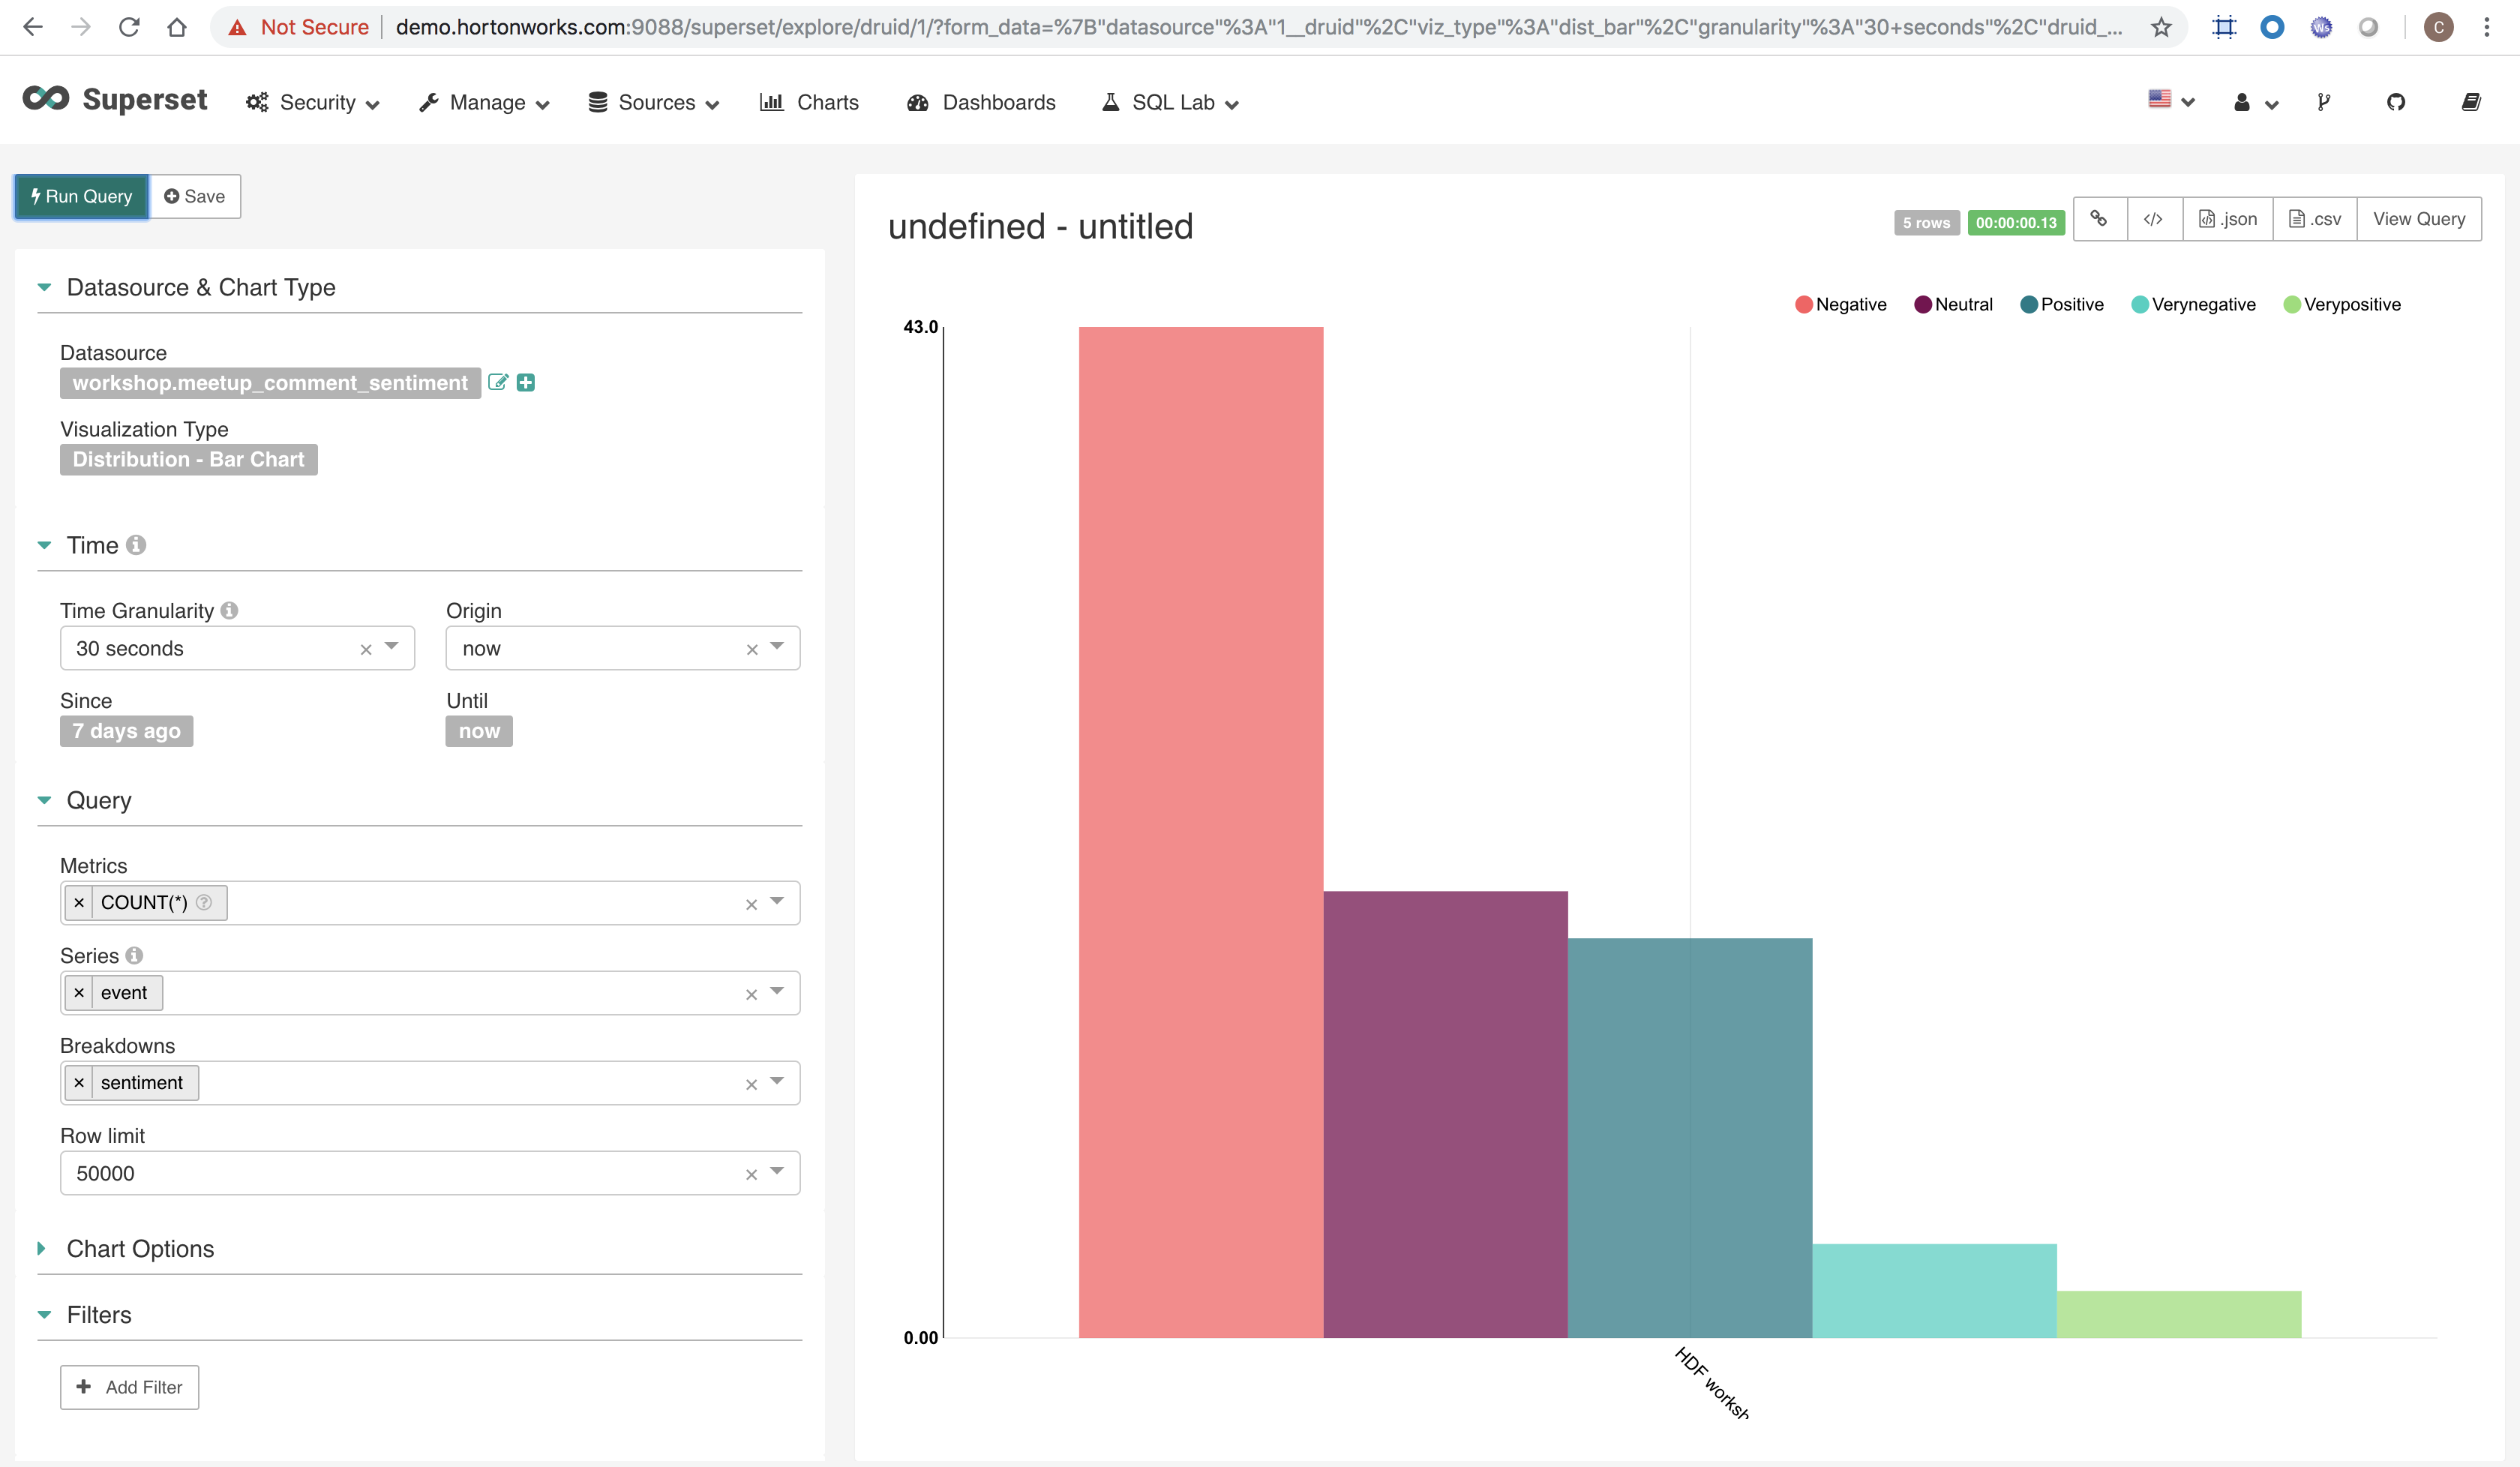 Not Secure | demo.hortonworks.com:9088/superset/explore/druid/1/?form_data=%7B"datasource"%3A"1__druid"%2C"viz_type"%3A"dist_bar"%2C"granularity"%3A"30+seconds"%2C"druid_... C
Superset Security Manage Sources Charts Dashboards SQL Lab
Run Query Save
undefined - untitled 5 rows 00:00:00.13 .json .csv View Query
Datasource & Chart Type
Negative Neutral Positive Verynegative Verypositive
43.0
Datasource
workshop.meetup_comment_sentiment
Visualization Type
Distribution - Bar Chart
Time
Time Granularity Origin
30 seconds × now ×
Since Until
7 days ago now
Query
Metrics
× COUNT(*) ? ×
Series
× event ×
Breakdowns
× sentiment ×
Row limit
50000 ×
Chart Options
Filters
0.00
HDF worksh
+ Add Filter